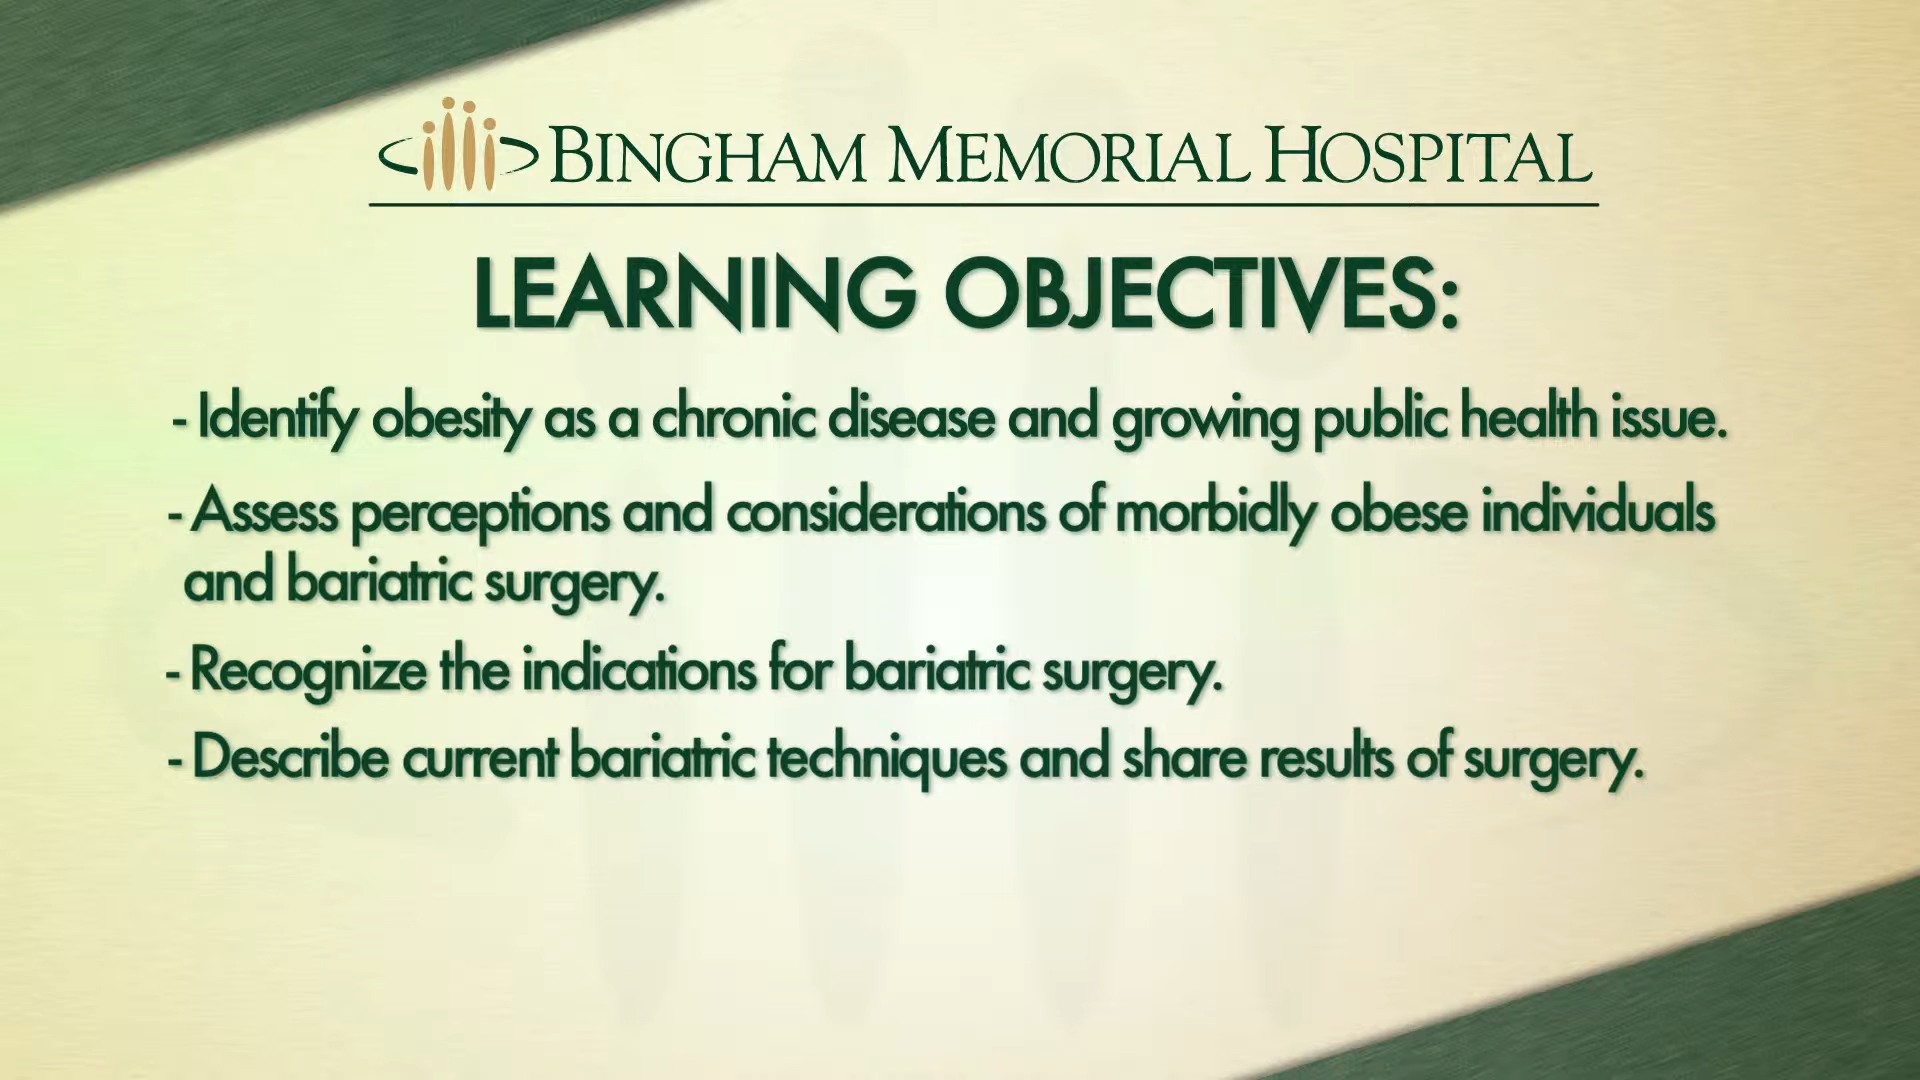 BINGHAM MEMORIAL HOSPITAL
LEARNING OBJECTIVES:
- Identify obesity as a chronic disease and growing public health issue.
- Assess perceptions and considerations of morbidly obese individuals
and bariatric surgery.
- Recognize the indications for bariatric surgery.
- Describe current bariatric techniques and share results of surgery.